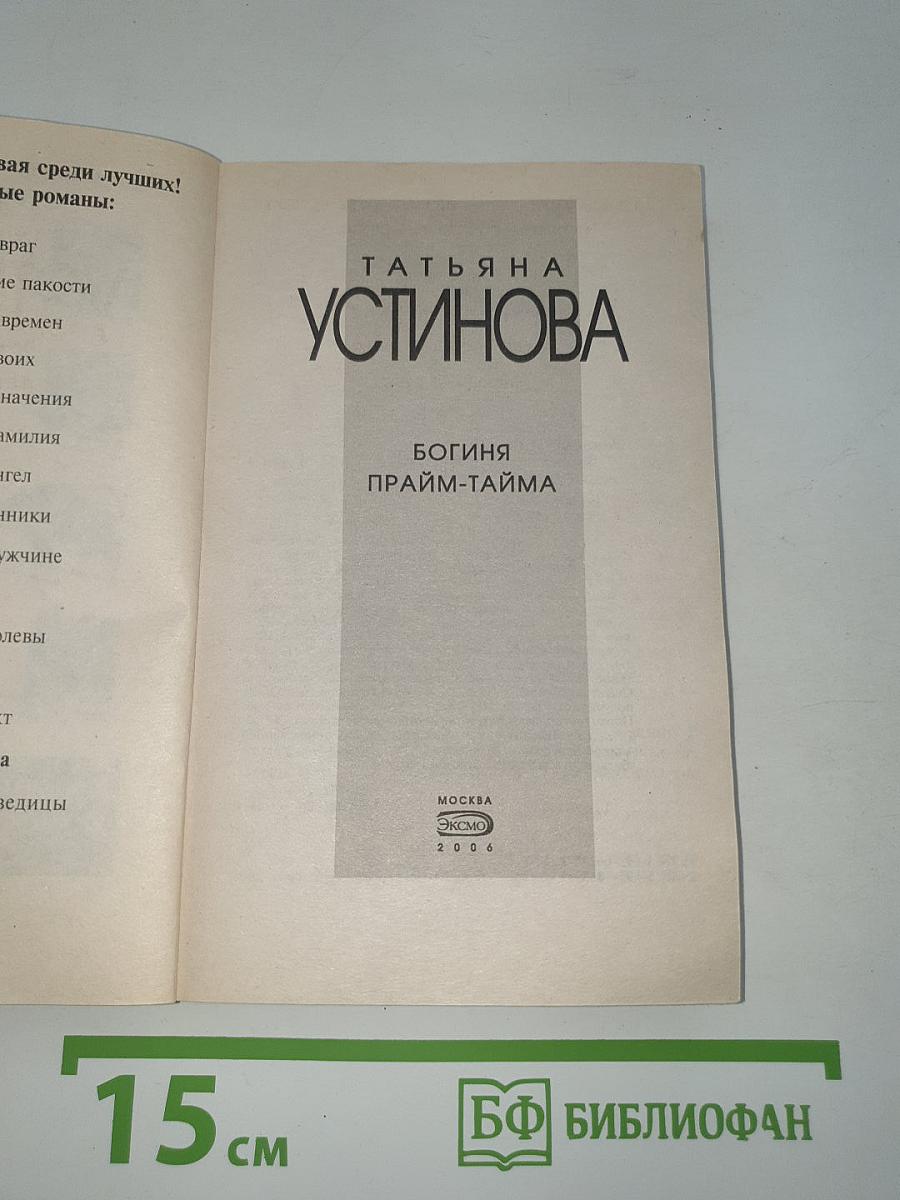 вая среди лучших!
ые романы:
враг
ие пакости
времен
воих
начения
амилия
нгел
нники
ужчине
олевы
кт
а
ведицы
ТАТЬЯНА
УСТИНОВА
БОГИНЯ
ПРАЙМ-ТАЙМА
МОСКВА
ЭКСМО
2006
15 см
БФ БИБЛИОФАН